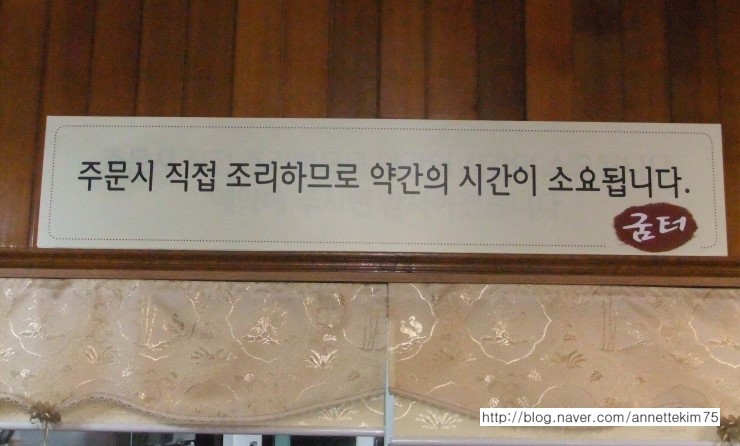 주문시 직접 조리하므로 약간의 시간이 소요됩니다.
굼터
http://blog.naver.com/annettekim75